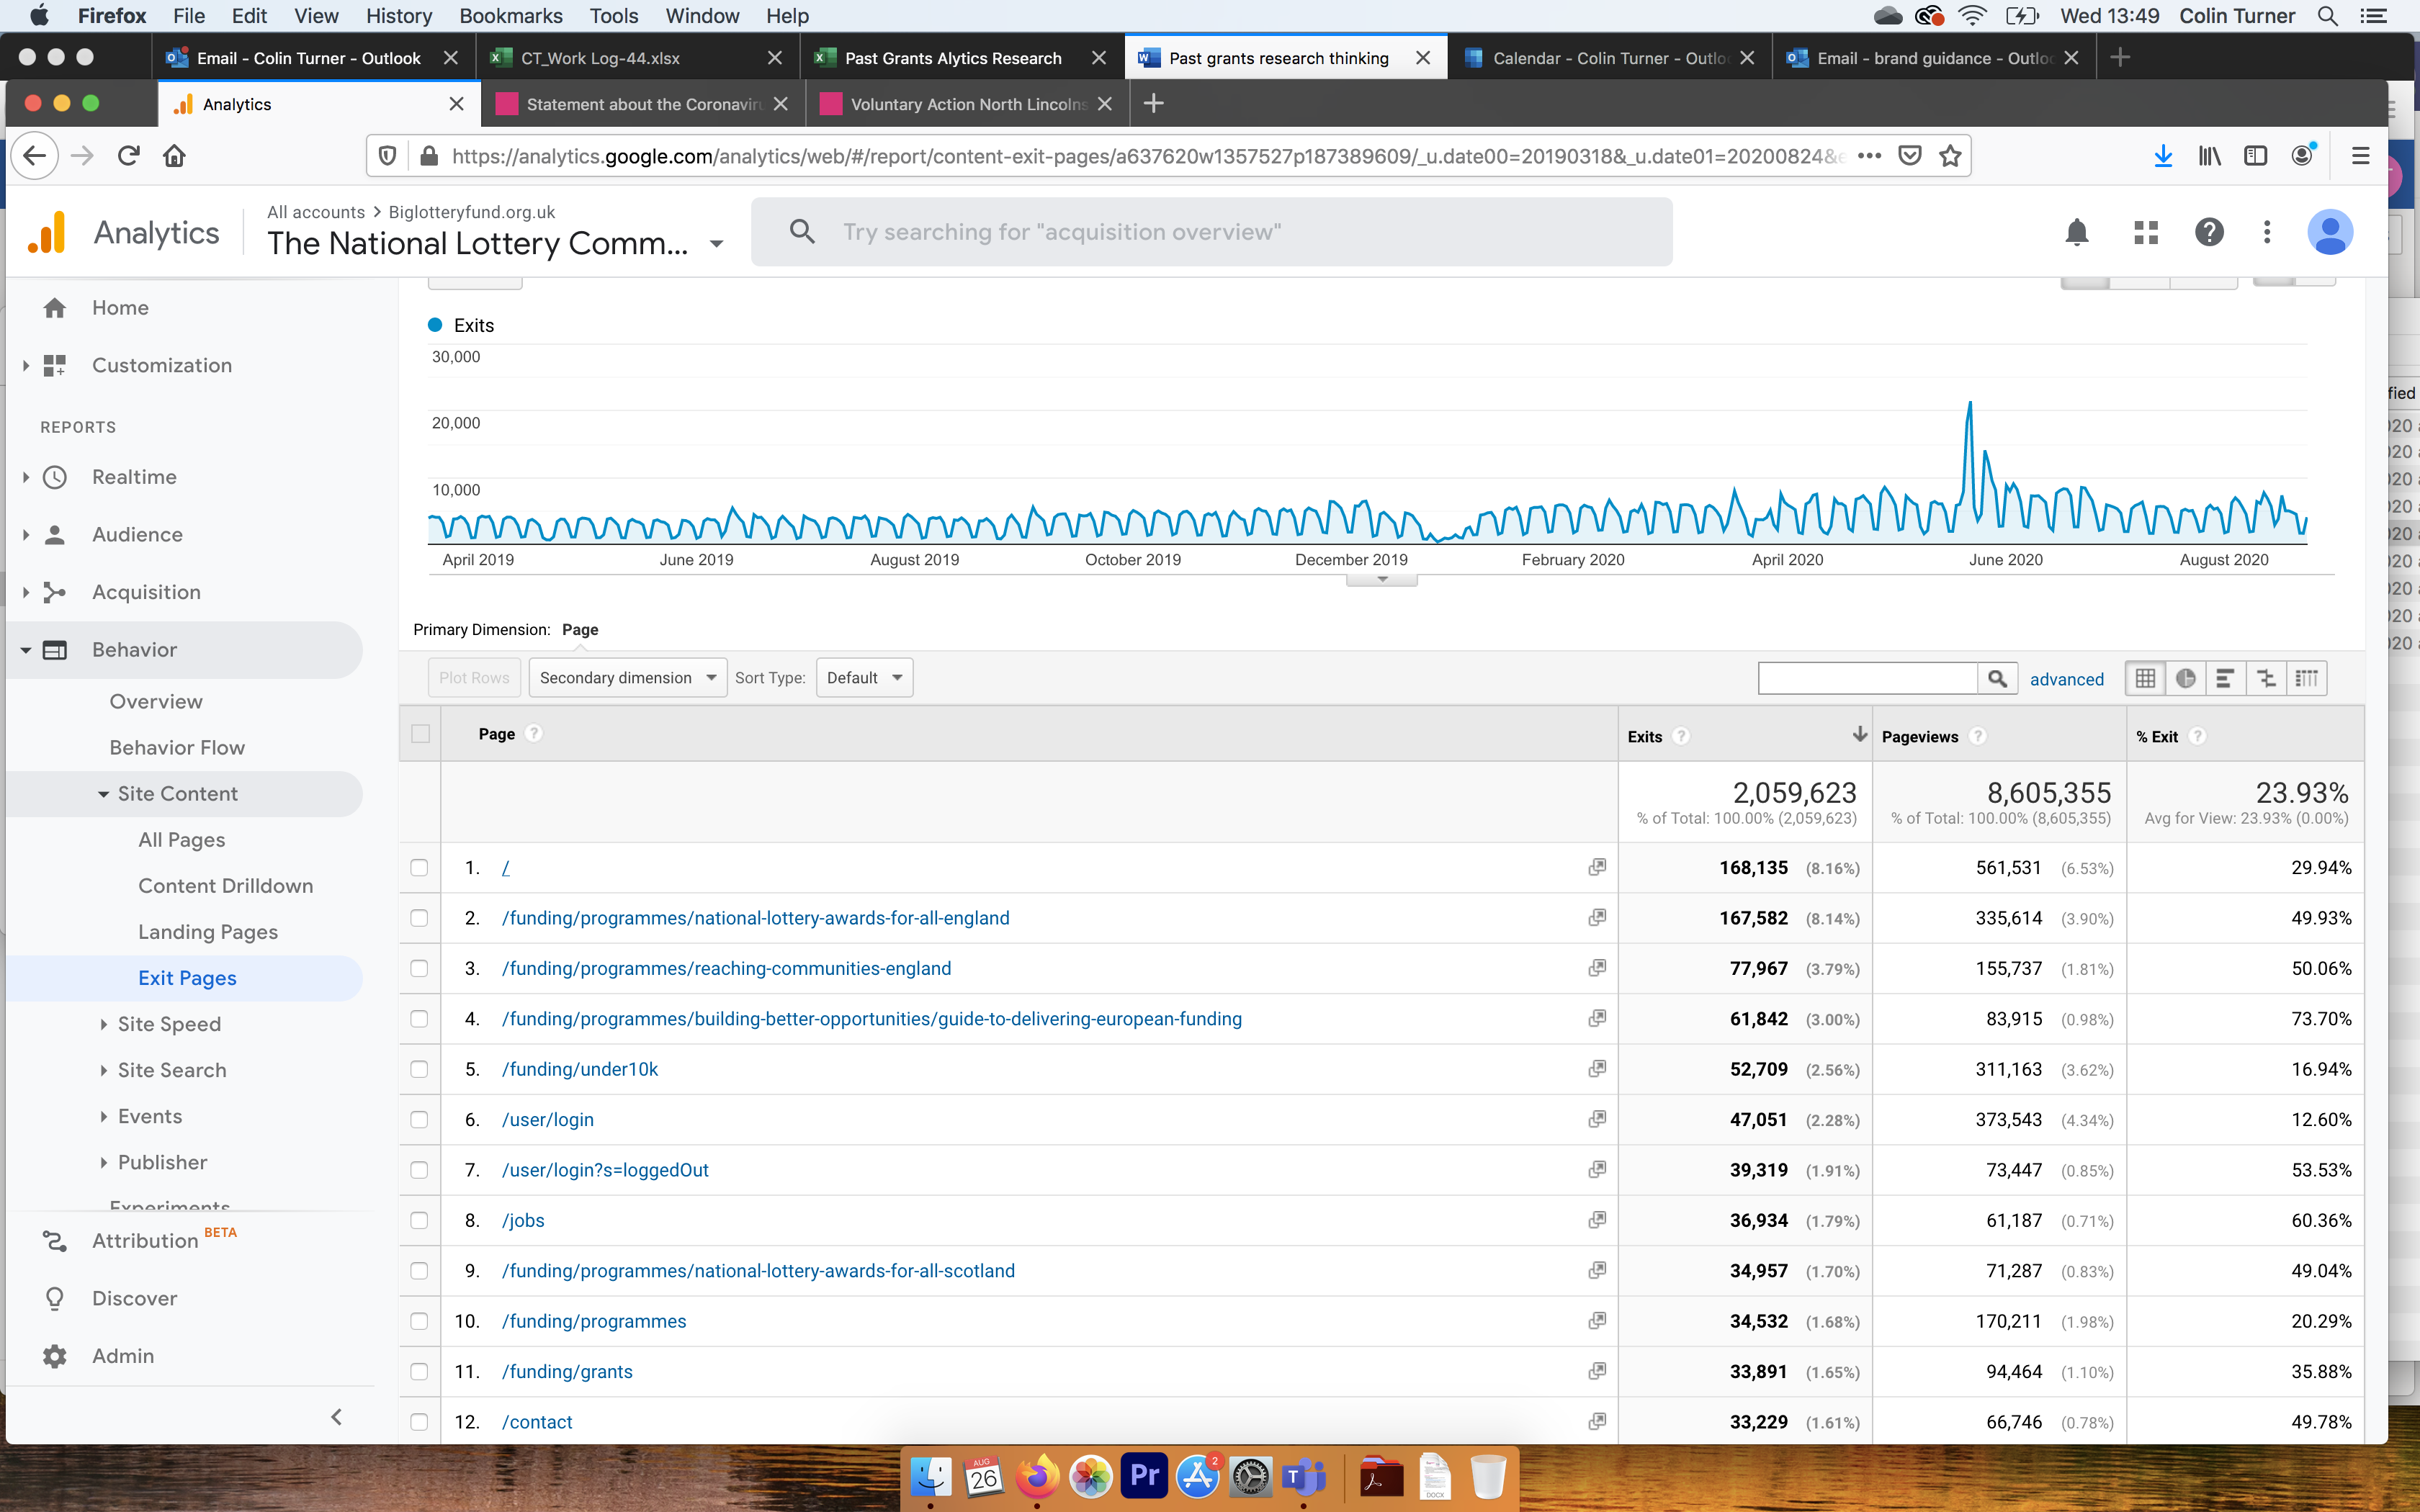 Firefox File Edit View History Bookmarks Tools Window Help Wed 13:49 Colin Turner
Email - Colin Turner - Outlook CT_Work Log-44.xlsx Past Grants Alytics Research Past grants research thinking Calendar - Colin Turner - Outlo Email - brand guidance - Outlo
Analytics Statement about the Coronaviru Voluntary Action North Lincolns
https://analytics.google.com/analytics/web/#/report/content-exit-pages/a637620w1357527p187389609/_u.date00=20190318&_u.date01=20200824&e
All accounts > Biglotteryfund.org.uk
Analytics The National Lottery Comm... Try searching for "acquisition overview"
Home
Customization
REPORTS
Realtime
Audience
Acquisition
Behavior
Overview
Behavior Flow
Site Content
All Pages
Content Drilldown
Landing Pages
Exit Pages
Site Speed
Site Search
Events
Publisher
Experiments
Attribution BETA
Discover
Admin
Exits
30,000
20,000
10,000
April 2019 June 2019 August 2019 October 2019 December 2019 February 2020 April 2020 June 2020 August 2020
Primary Dimension: Page
Plot Rows Secondary dimension Sort Type: Default advanced
Page ? Exits ? Pageviews ? % Exit ?
2,059,623 8,605,355 23.93%
% of Total: 100.00% (2,059,623) % of Total: 100.00% (8,605,355) Avg for View: 23.93% (0.00%)
1. / 168,135 (8.16%) 561,531 (6.53%) 29.94%
2. /funding/programmes/national-lottery-awards-for-all-england 167,582 (8.14%) 335,614 (3.90%) 49.93%
3. /funding/programmes/reaching-communities-england 77,967 (3.79%) 155,737 (1.81%) 50.06%
4. /funding/programmes/building-better-opportunities/guide-to-delivering-european-funding 61,842 (3.00%) 83,915 (0.98%) 73.70%
5. /funding/under10k 52,709 (2.56%) 311,163 (3.62%) 16.94%
6. /user/login 47,051 (2.28%) 373,543 (4.34%) 12.60%
7. /user/login?s=loggedOut 39,319 (1.91%) 73,447 (0.85%) 53.53%
8. /jobs 36,934 (1.79%) 61,187 (0.71%) 60.36%
9. /funding/programmes/national-lottery-awards-for-all-scotland 34,957 (1.70%) 71,287 (0.83%) 49.04%
10. /funding/programmes 34,532 (1.68%) 170,211 (1.98%) 20.29%
11. /funding/grants 33,891 (1.65%) 94,464 (1.10%) 35.88%
12. /contact 33,229 (1.61%) 66,746 (0.78%) 49.78%
AUG
26
Pr
2
T
DOCX